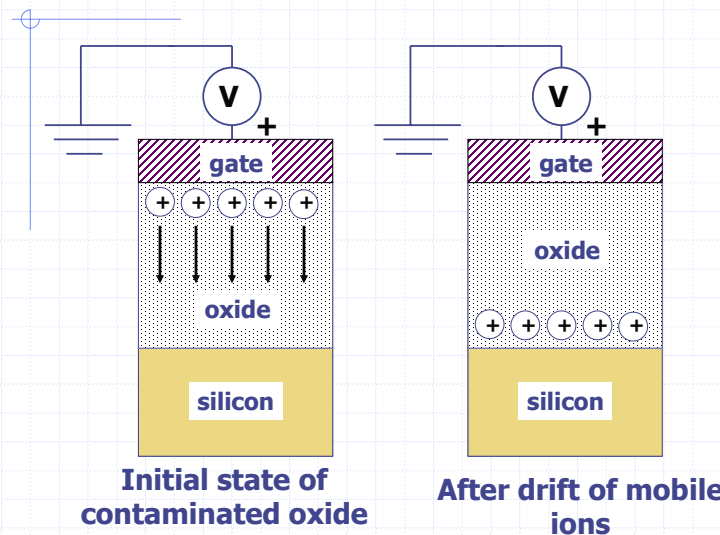 V
+
gate
+ + + + +
oxide
silicon
Initial state of
contaminated oxide
V
+
gate
oxide
+ + + + +
silicon
After drift of mobile
ions